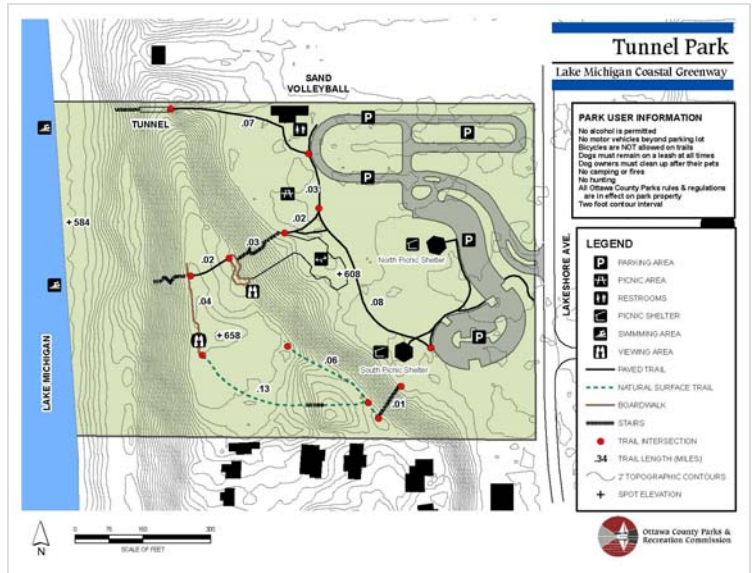 Tunnel Park
Lake Michigan Coastal Greenway
PARK USER INFORMATION
No alcohol is permitted
No motor vehicles beyond parking lot
Bicycles are NOT allowed on trails
Dogs must remain on a leash at all times
Dog owners must clean up after their pets
No camping or fires
No hunting
All Ottawa County Parks rules & regulations
are in effect on park property
Two foot contour interval
LEGEND
P PARKING AREA
PICNIC AREA
RESTROOMS
PICNIC SHELTER
SWIMMING AREA
VIEWING AREA
PAVED TRAIL
NATURAL SURFACE TRAIL
BOARDWALK
STAIRS
TRAIL INTERSECTION
.34 TRAIL LENGTH (MILES)
2' TOPOGRAPHIC CONTOURS
+ SPOT ELEVATION
Ottawa County Parks &
Recreation Commission
SAND
VOLLEYBALL
TUNNEL
.07
P
P
P
.03
.02
+ 584
.03
.02
North Picnic Shelter
+ 608
.04
.08
+ 658
P
South Picnic Shelter
.06
.13
.01
LAKE MICHIGAN
LAKESHORE AVE.
N
0 75 150 300
SCALE OF FEET